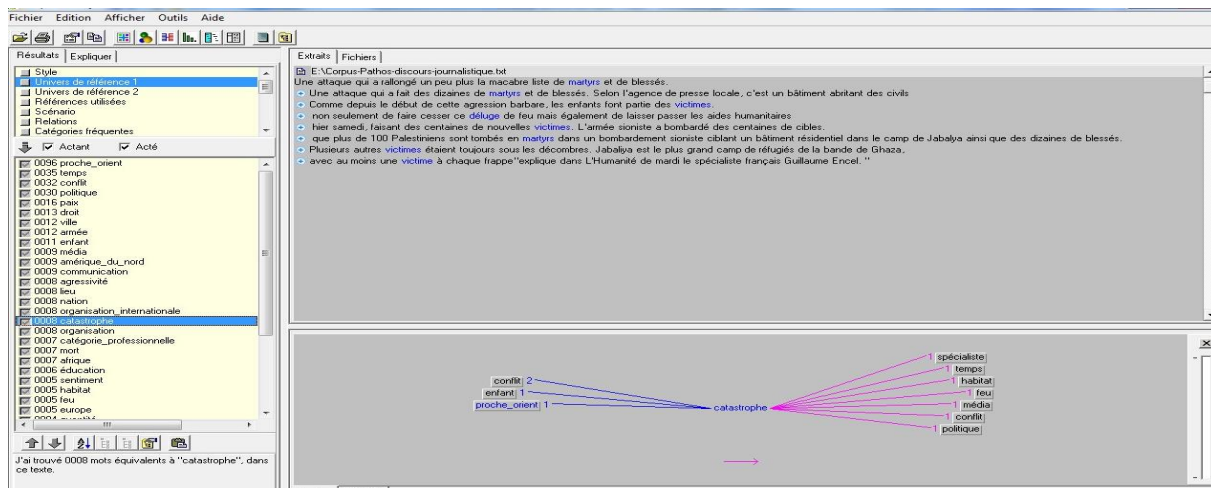 Fichier Edition Afficher Outils Aide
Résultats Expliquer
Style
Univers de référence 1
Univers de référence 2
Références utilisées
Scénario
Relations
Catégories fréquentes
Actant Acté
0096 proche_orient
0035 temps
0032 conflit
0030 politique
0016 paix
0013 droit
0012 ville
0012 armée
0011 enfant
0009 média
0009 amérique_du_nord
0009 communication
0008 agressivité
0008 lieu
0008 nation
0008 organisation_internationale
0008 catastrophe
0008 organisation
0007 catégorie_professionnelle
0007 mort
0007 afrique
0006 éducation
0005 sentiment
0005 habitat
0005 feu
0005 europe
J'ai trouvé 0008 mots équivalents à "catastrophe", dans
ce texte.
Extraits Fichiers
E:\Corpus-Pathos-discours-journalistique.txt
Une attaque qui a rallongé un peu plus la macabre liste de martyrs et de blessés.
Une attaque qui a fait des dizaines de martyrs et de blessés. Selon l'agence de presse locale, c'est un bâtiment abritant des civils
Comme depuis le début de cette agression barbare, les enfants font partie des victimes.
non seulement de faire cesser ce déluge de feu mais également de laisser passer les aides humanitaires
hier samedi, faisant des centaines de nouvelles victimes. L'armée sioniste a bombardé des centaines de cibles.
que plus de 100 Palestiniens sont tombés en martyrs dans un bombardement sioniste ciblant un bâtiment résidentiel dans le camp de Jabalya ainsi que des dizaines de blessés.
Plusieurs autres victimes étaient toujours sous les décombres. Jabaliya est le plus grand camp de réfugiés de la bande de Ghaza,
avec au moins une victime à chaque frappe"explique dans L'Humanité de mardi le spécialiste français Guillaume Encel. "
conflit 2
enfant 1
proche_orient 1
catastrophe
1 spécialiste
1 temps
1 habitat
1 feu
1 média
1 conflit
1 politique